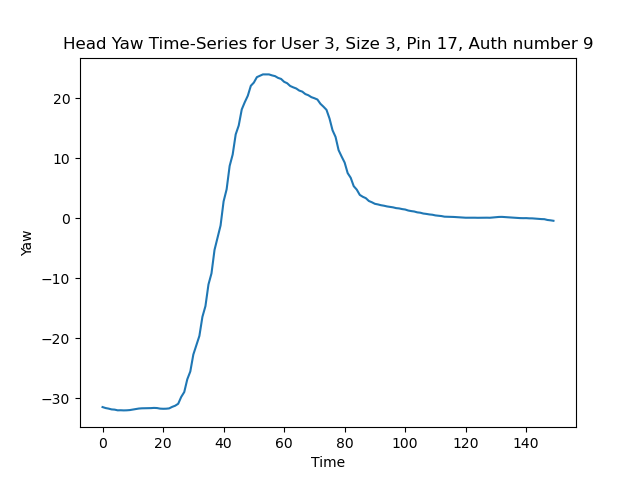 Head Yaw Time-Series for User 3, Size 3, Pin 17, Auth number 9
20
10
0
−10
−20
−30
Yaw
0 20 40 60 80 100 120 140
Time